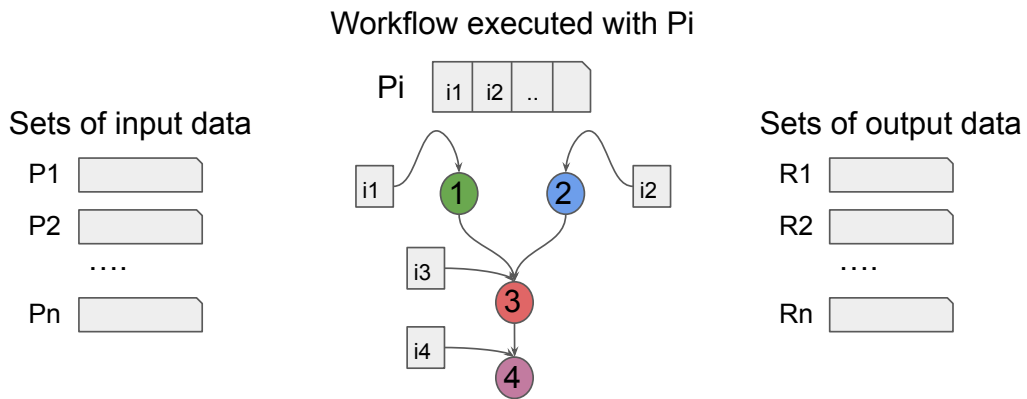 Workflow executed with Pi
Pi i1 i2 ..
Sets of input data
P1
P2
....
Pn
i1
1
2
i2
i3
3
i4
4
Sets of output data
R1
R2
....
Rn